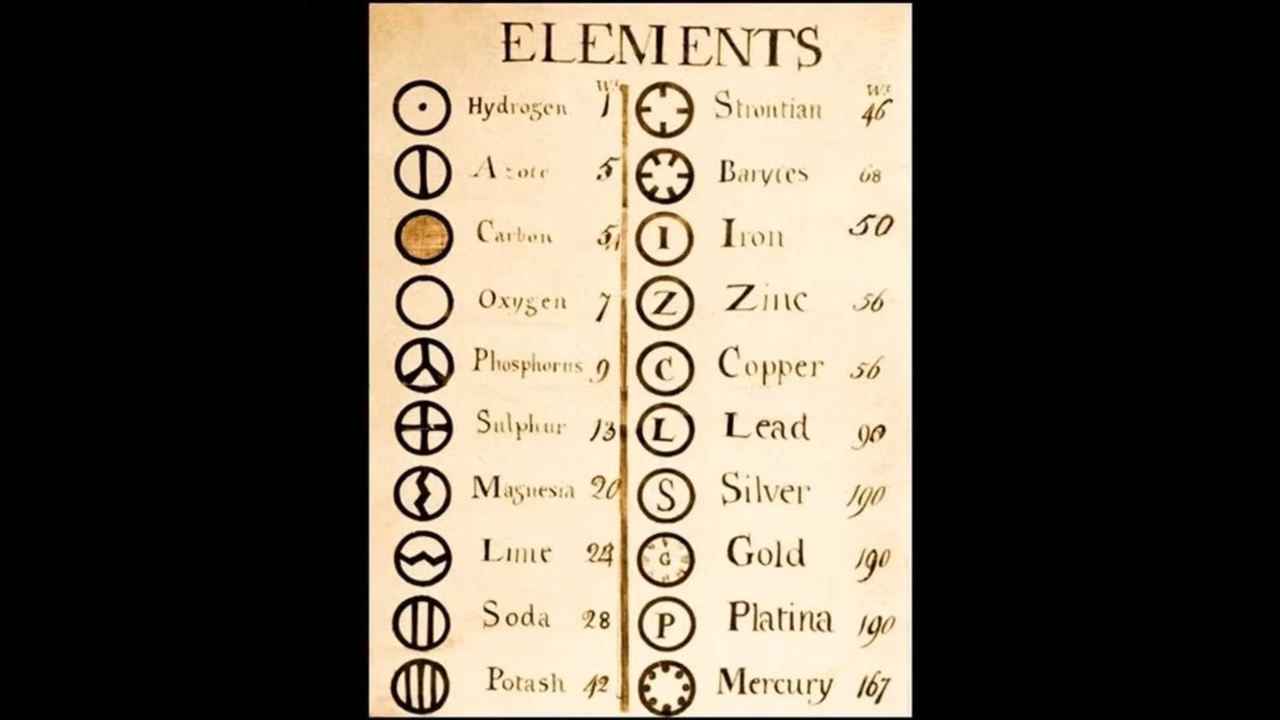 ELEMENTS
Wt
Hydrogen 1
Azote 5
Carbon 5
Oxygen 7
Phosphorus 9
Sulphur 13
Magnesia 20
Lime 24
Soda 28
Potash 42
Wt
Strontian 46
Barytes 68
I Iron 50
Z Zinc 56
C Copper 56
L Lead 90
S Silver 190
G Gold 190
P Platina 190
Mercury 167